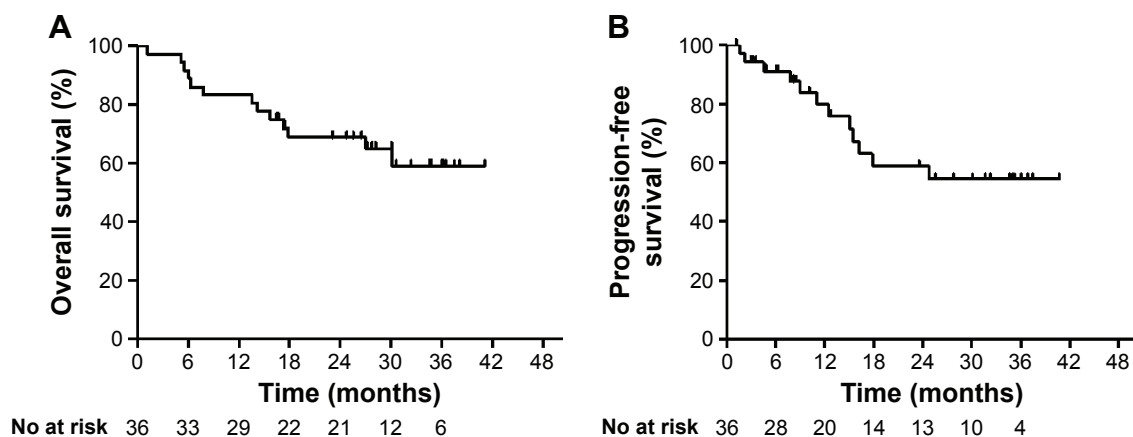 A
Overall survival (%)
100
80
60
40
20
0
0 6 12 18 24 30 36 42 48
Time (months)
No at risk 36 33 29 22 21 12 6
B
Progression-free
survival (%)
100
80
60
40
20
0
0 6 12 18 24 30 36 42 48
Time (months)
No at risk 36 28 20 14 13 10 4